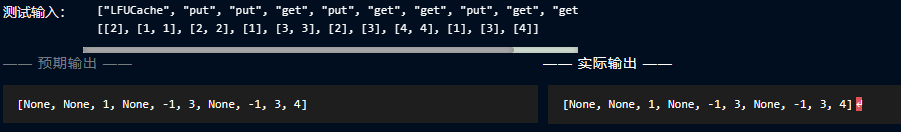 测试输入： ["LFUCache", "put", "put", "get", "put", "get", "get", "put", "get", "get
[[2], [1, 1], [2, 2], [1], [3, 3], [2], [3], [4, 4], [1], [3], [4]]
—— 预期输出 ——
—— 实际输出 ——
[None, None, 1, None, -1, 3, None, -1, 3, 4]
[None, None, 1, None, -1, 3, None, -1, 3, 4]↵